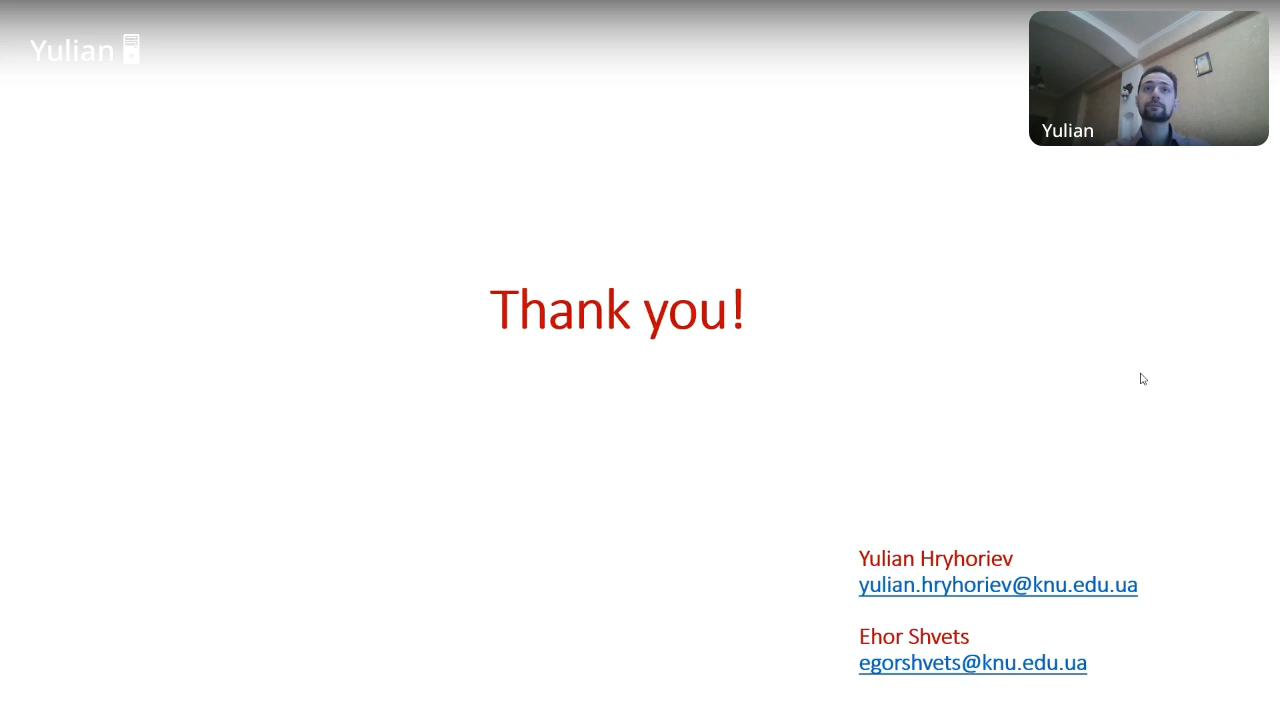 Yulian
Yulian
Thank you!
Yulian Hryhoriev
yulian.hryhoriev@knu.edu.ua
Ehor Shvets
egorshvets@knu.edu.ua